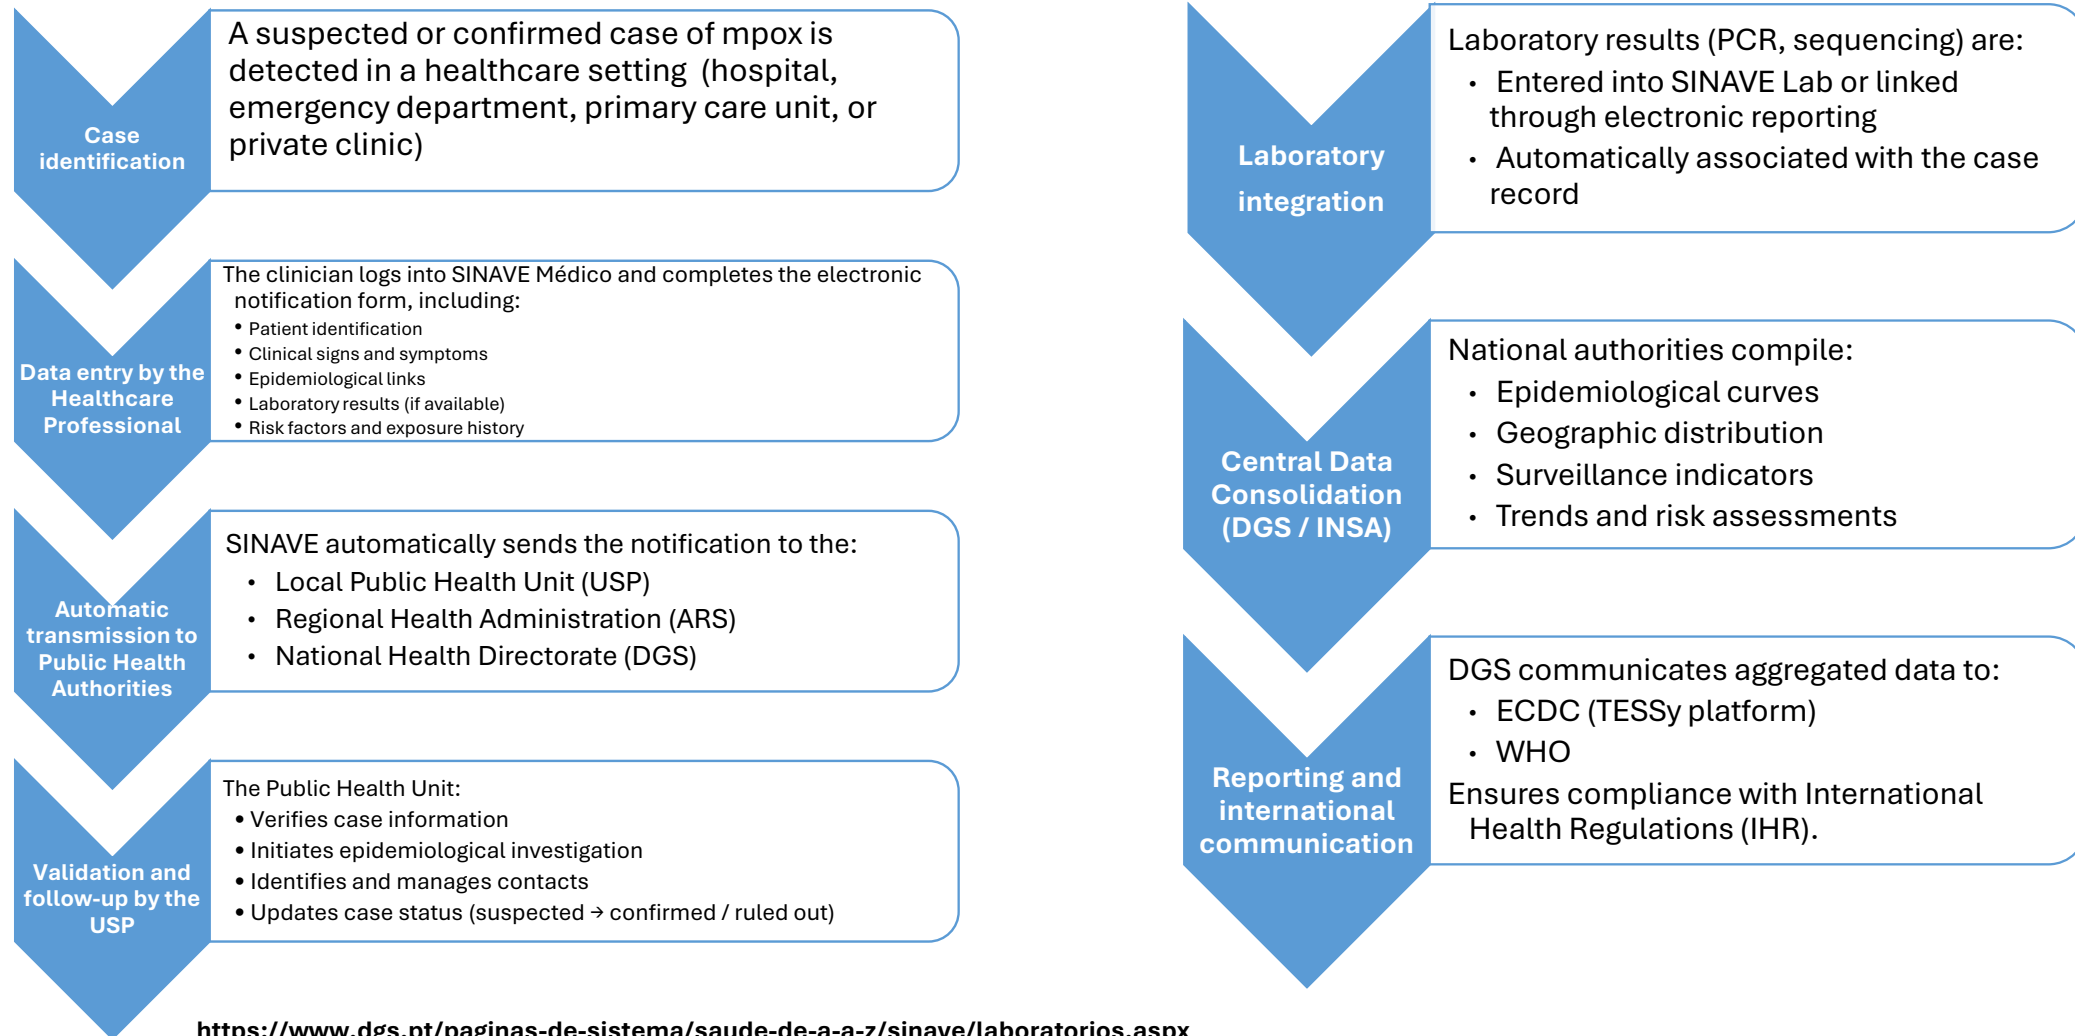 Case
identification
A suspected or confirmed case of mpox is
detected in a healthcare setting (hospital,
emergency department, primary care unit, or
private clinic)
Data entry by the
Healthcare
Professional
The clinician logs into SINAVE Médico and completes the electronic
notification form, including:
• Patient identification
• Clinical signs and symptoms
• Epidemiological links
• Laboratory results (if available)
• Risk factors and exposure history
Automatic
transmission to
Public Health
Authorities
SINAVE automatically sends the notification to the:
• Local Public Health Unit (USP)
• Regional Health Administration (ARS)
• National Health Directorate (DGS)
Validation and
follow-up by the
USP
The Public Health Unit:
• Verifies case information
• Initiates epidemiological investigation
• Identifies and manages contacts
• Updates case status (suspected → confirmed / ruled out)
Laboratory
integration
Laboratory results (PCR, sequencing) are:
• Entered into SINAVE Lab or linked
through electronic reporting
• Automatically associated with the case
record
Central Data
Consolidation
(DGS / INSA)
National authorities compile:
• Epidemiological curves
• Geographic distribution
• Surveillance indicators
• Trends and risk assessments
Reporting and
international
communication
DGS communicates aggregated data to:
• ECDC (TESSy platform)
• WHO
Ensures compliance with International
Health Regulations (IHR).
https://www.dgs.pt/paginas-de-sistema/saude-de-a-a-z/sinave/laboratorios.aspx